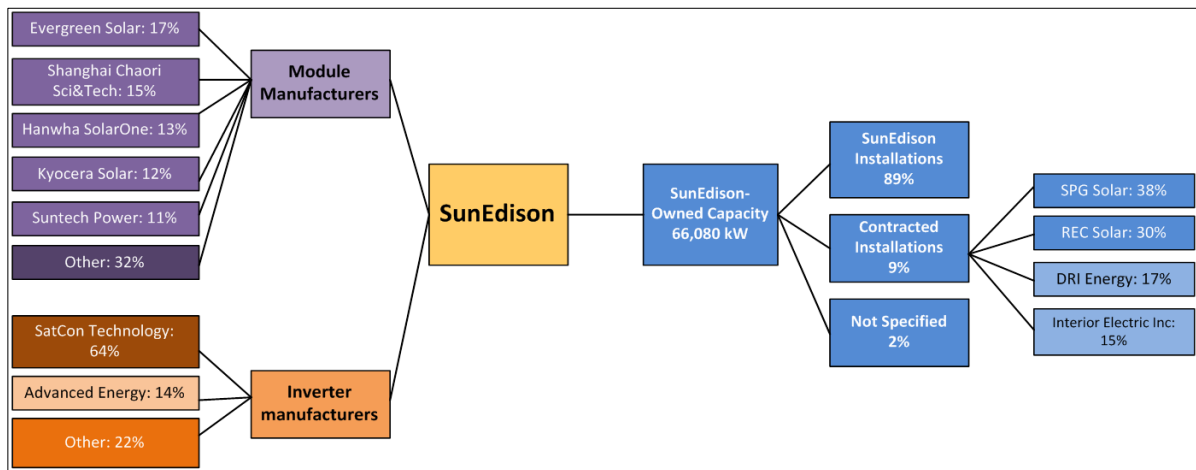 Evergreen Solar: 17%
Shanghai Chaori
Sci&Tech: 15%
Hanwha SolarOne: 13%
Kyocera Solar: 12%
Suntech Power: 11%
Other: 32%
SatCon Technology:
64%
Advanced Energy: 14%
Other: 22%
Module
Manufacturers
Inverter
manufacturers
SunEdison
SunEdison-
Owned Capacity
66,080 kW
SunEdison
Installations
89%
Contracted
Installations
9%
Not Specified
2%
SPG Solar: 38%
REC Solar: 30%
DRI Energy: 17%
Interior Electric Inc:
15%